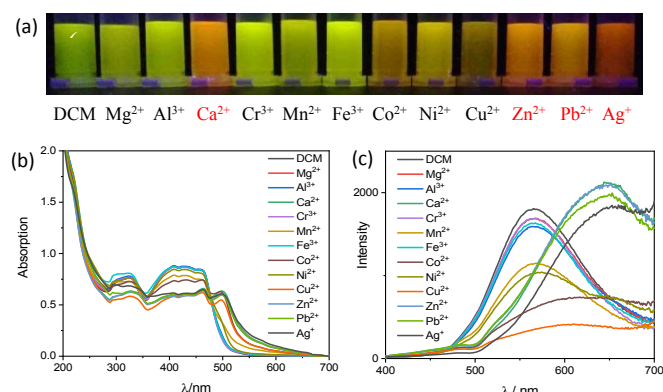 (a)
DCM Mg²⁺ Al³⁺ Ca²⁺ Cr³⁺ Mn²⁺ Fe³⁺ Co²⁺ Ni²⁺ Cu²⁺ Zn²⁺ Pb²⁺ Ag⁺
(b)
2.0
1.5
1.0
0.5
0.0
Absorption
200 300 400 500 600 700
λ/nm
DCM
Mg²⁺
Al³⁺
Ca²⁺
Cr³⁺
Mn²⁺
Fe³⁺
Co²⁺
Ni²⁺
Cu²⁺
Zn²⁺
Pb²⁺
Ag⁺
(c)
2000
0
Intensity
400 500 600 700
λ/ nm
DCM
Mg²⁺
Al³⁺
Ca²⁺
Cr³⁺
Mn²⁺
Fe³⁺
Co²⁺
Ni²⁺
Cu²⁺
Zn²⁺
Pb²⁺
Ag⁺